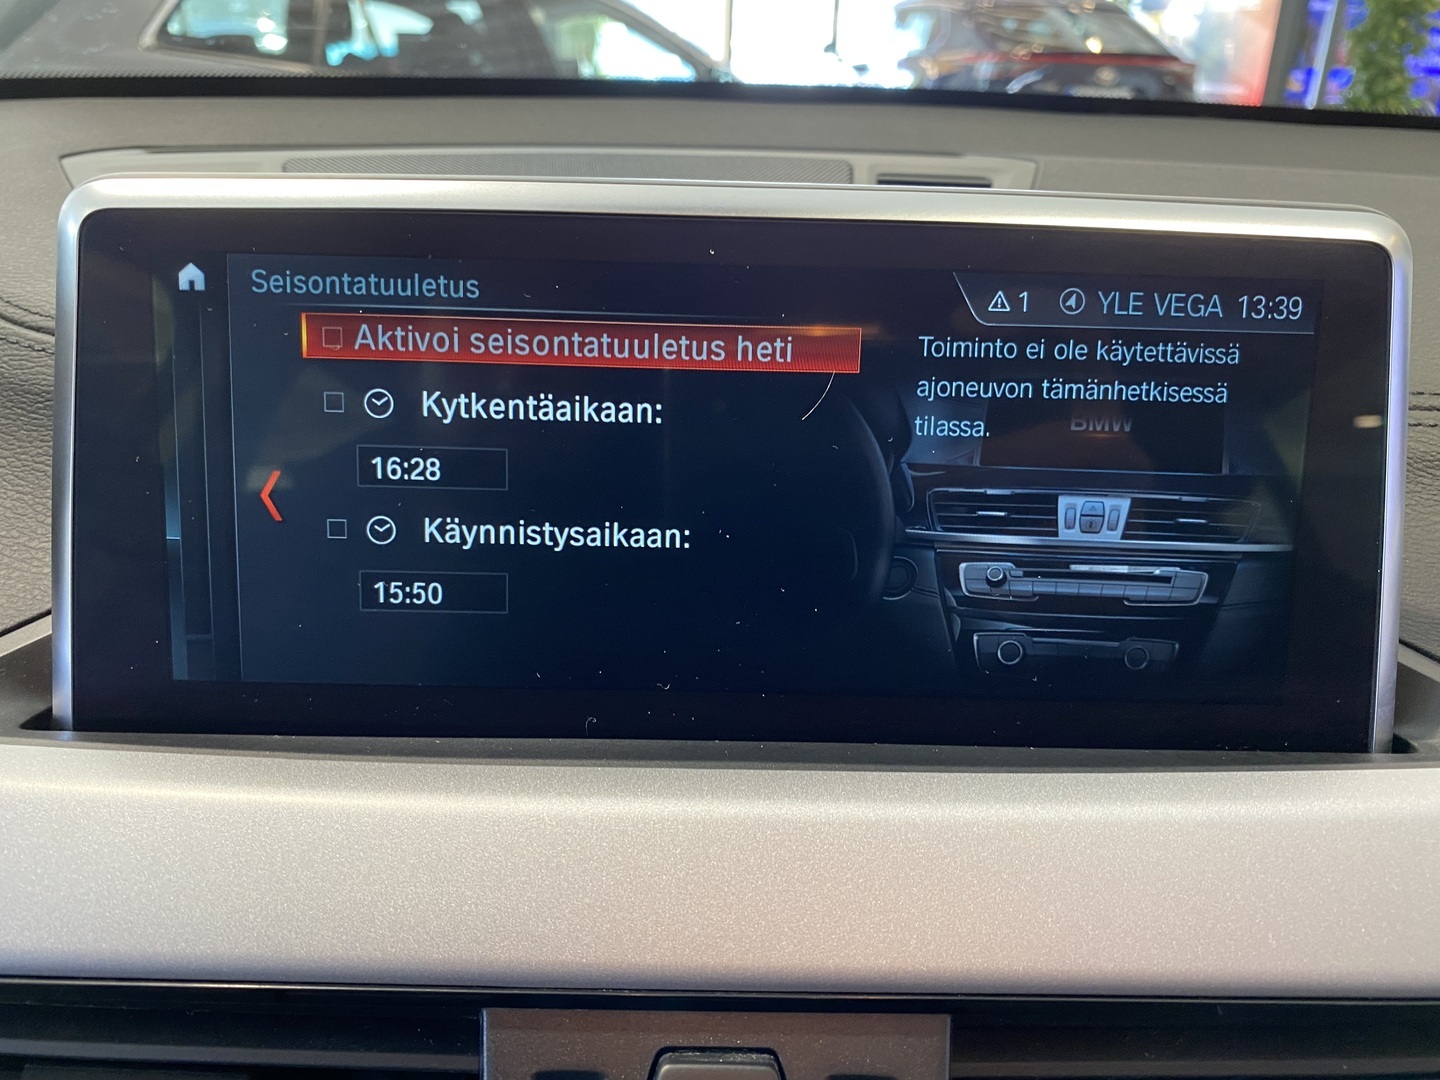 Seisontatuuletus
1 YLE VEGA 13:39
Aktivoi seisontatuuletus heti
Kytkentäaikaan:
16:28
Käynnistysaikaan:
15:50
Toiminto ei ole käytettävissä
ajoneuvon tämänhetkisessä
tilassa.
BMW